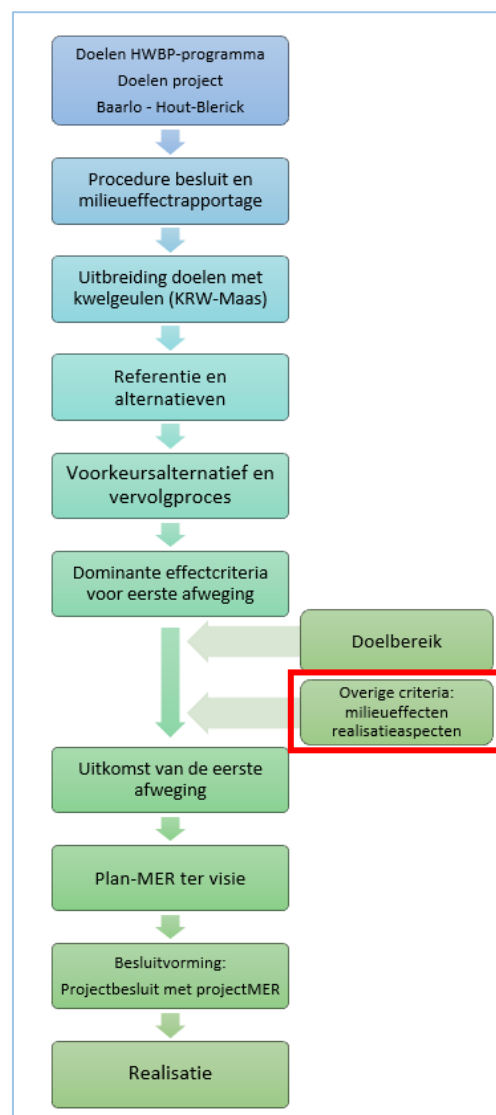 Doelen HWBP-programma
Doelen project
Baarlo - Hout-Blerick
Procedure besluit en
milieueffectrapportage
Uitbreiding doelen met
kwelgeulen (KRW-Maas)
Referentie en
alternatieven
Voorkeursalternatief en
vervolgproces
Dominante effectcriteria
voor eerste afweging
Doelbereik
Overige criteria:
milieueffecten
realisatieaspecten
Uitkomst van de eerste
afweging
Plan-MER ter visie
Besluitvorming:
Projectbesluit met projectMER
Realisatie